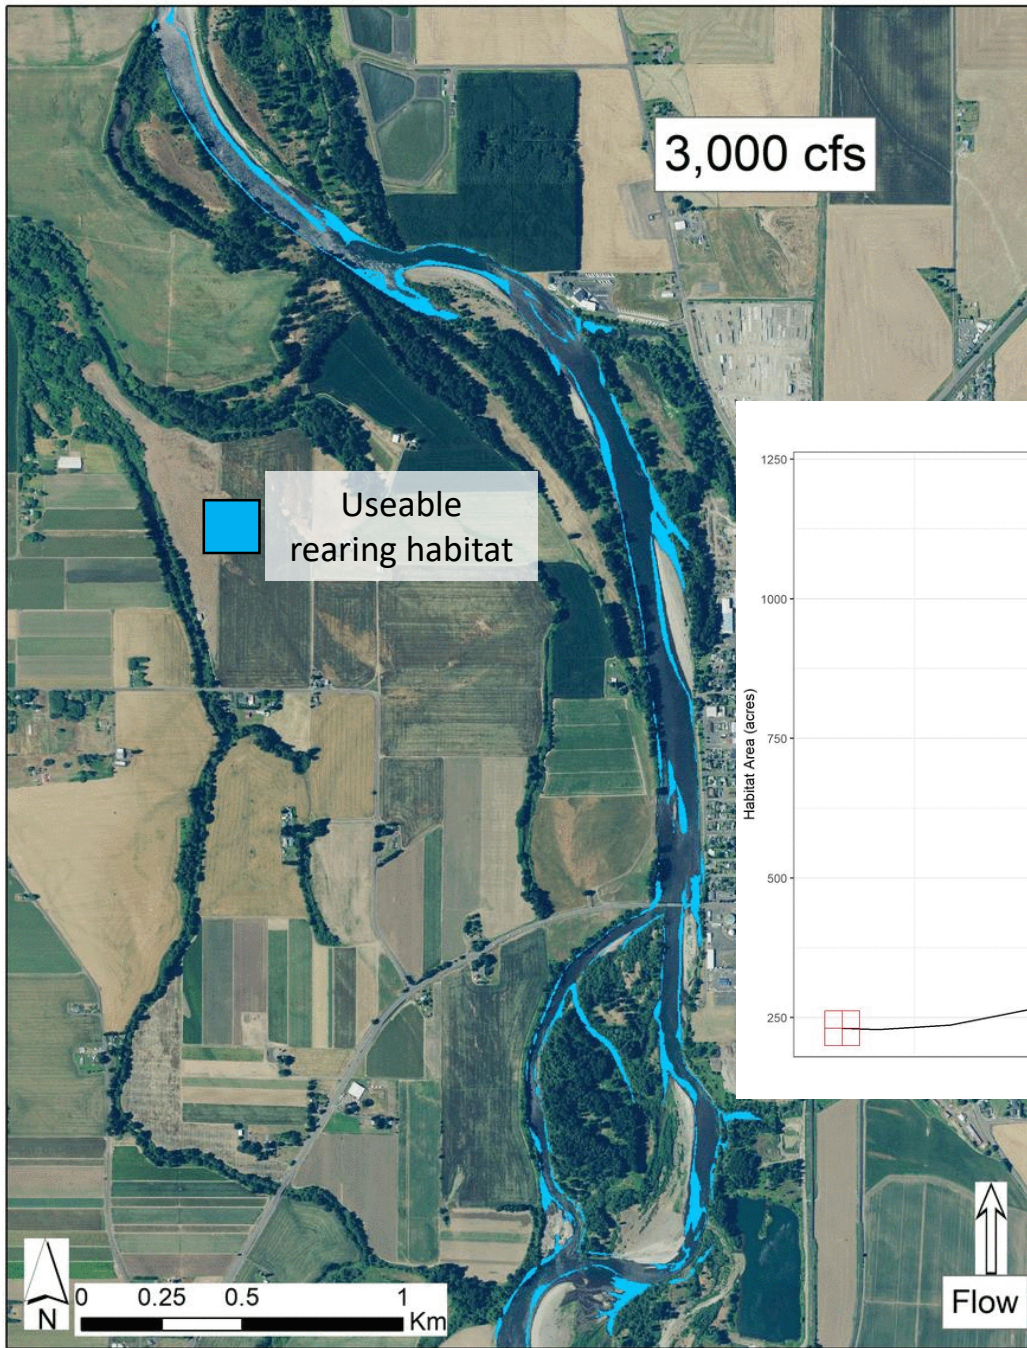 3,000 cfs
Useable
rearing habitat
1250
1000
750
500
250
Habitat Area (acres)
0 0.25 0.5 1
Km
N
Flow